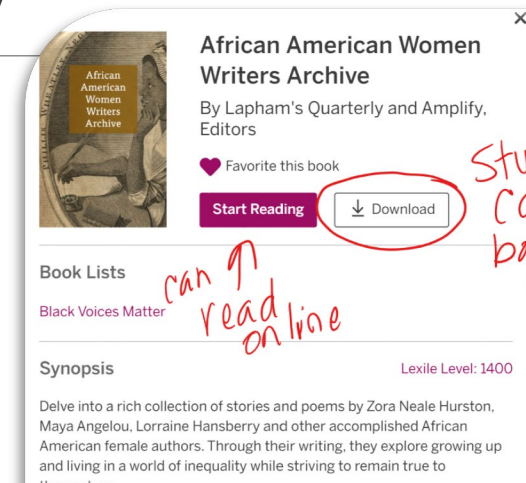 African
American
Women
Writers
Archive
African American Women
Writers Archive
By Lapham's Quarterly and Amplify,
Editors
Favorite this book
Start Reading
Download
Book Lists
can
read
online
Black Voices Matter
Synopsis
Lexile Level: 1400
Delve into a rich collection of stories and poems by Zora Neale Hurston,
Maya Angelou, Lorraine Hansberry and other accomplished African
American female authors. Through their writing, they explore growing up
and living in a world of inequality while striving to remain true to